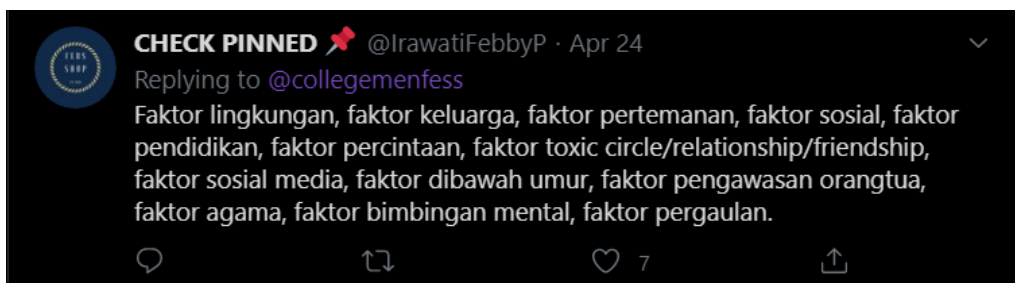 FEBS
SHOP
CHECK PINNED 📌 @IrawatiFebbyP · Apr 24
Replying to @collegemenfess
Faktor lingkungan, faktor keluarga, faktor pertemanan, faktor sosial, faktor
pendidikan, faktor percintaan, faktor toxic circle/relationship/friendship,
faktor sosial media, faktor dibawah umur, faktor pengawasan orangtua,
faktor agama, faktor bimbingan mental, faktor pergaulan.
7